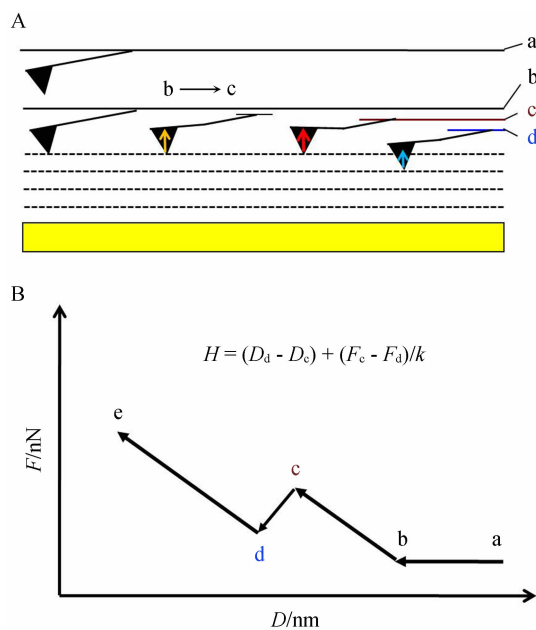 A
a
b
b → c
c
d
B
H = (Dd - Dc) + (Fc - Fd)/k
e
c
F/nN
d
b
a
D/nm